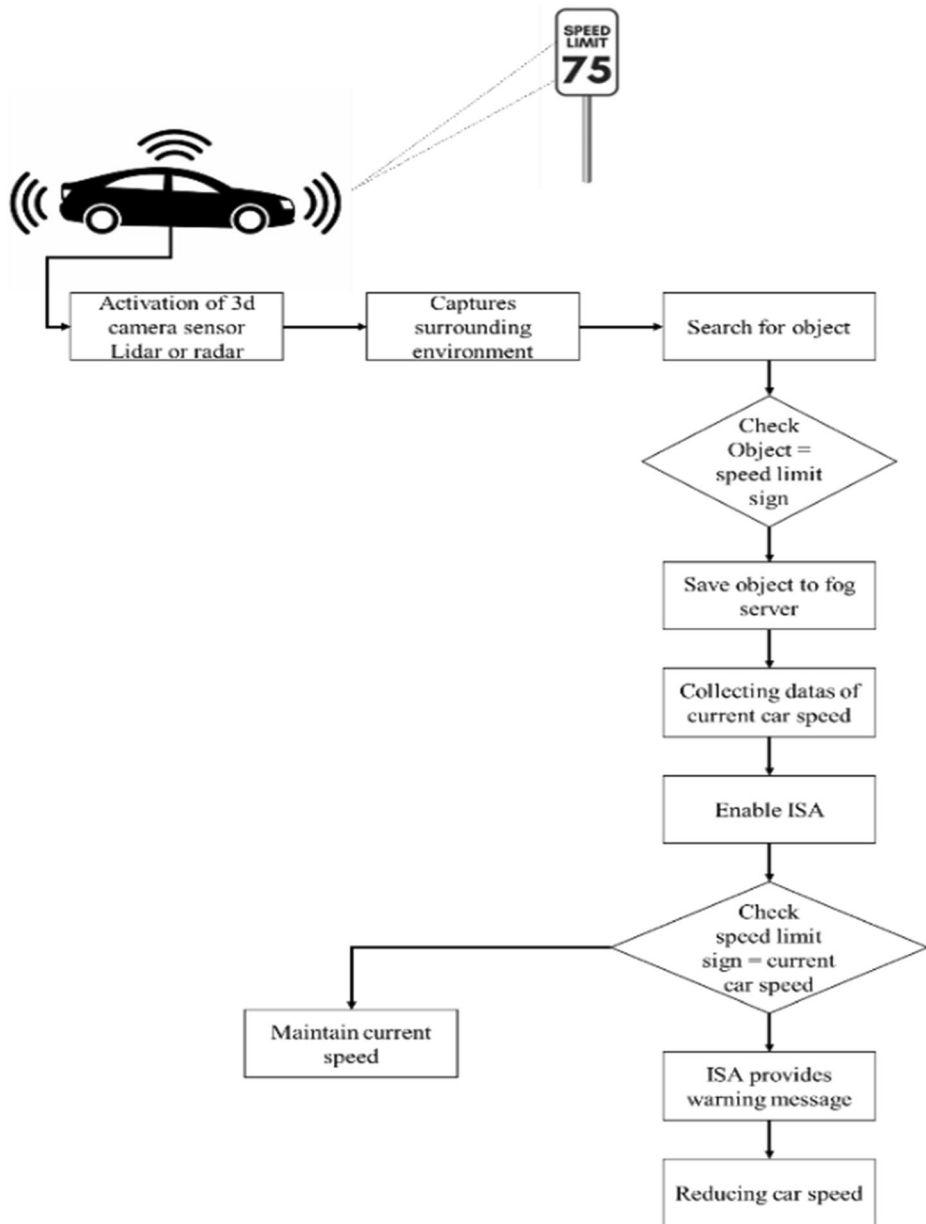 SPEED
LIMIT
75
Activation of 3d
camera sensor
Lidar or radar
Captures
surrounding
environment
Search for object
Check
Object =
speed limit
sign
Save object to fog
server
Collecting datas of
current car speed
Enable ISA
Check
speed limit
sign = current
car speed
Maintain current
speed
ISA provides
warning message
Reducing car speed